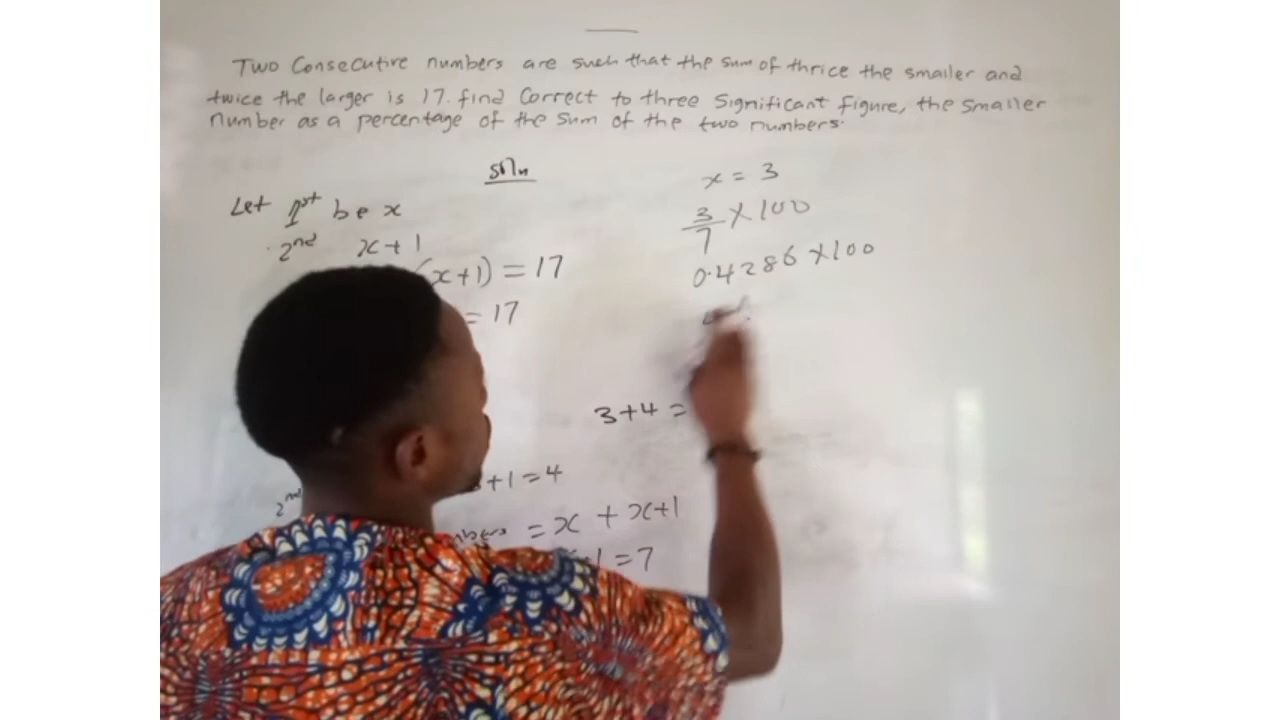 Two Consecutive numbers are such that the sum of thrice the smaller and
twice the larger is 17. find Correct to three significant figure, the smaller
number as a percentage of the sum of the two numbers.
Soln
Let 1st be x
2nd x+1
(x+1) = 17
= 17
2nd +1 = 4
= x + x+1
1 = 7
3+4 =
x = 3
3/7 × 100
0.4286 × 100